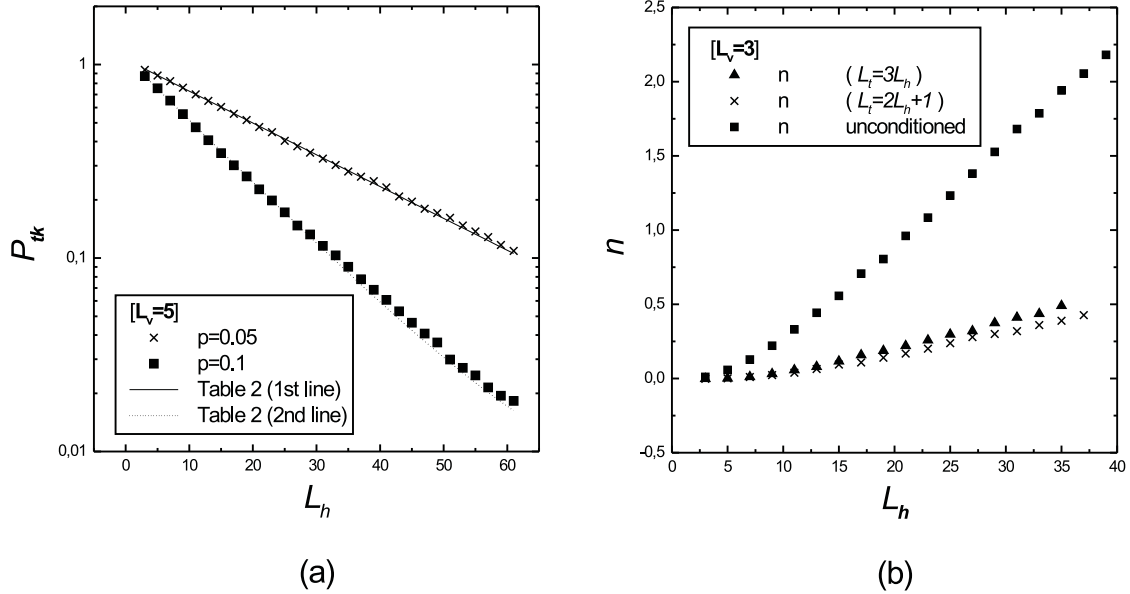 1
0,1
0,01
P_tk
[L_v=5]
p=0.05
p=0.1
Table 2 (1st line)
Table 2 (2nd line)
0 10 20 30 40 50 60
L_h
(a)
2,5
2,0
1,5
1,0
0,5
0,0
-0,5
n
[L_v=3]
n ( L_t=3L_h )
n ( L_t=2L_h+1 )
n unconditioned
0 5 10 15 20 25 30 35 40
L_h
(b)